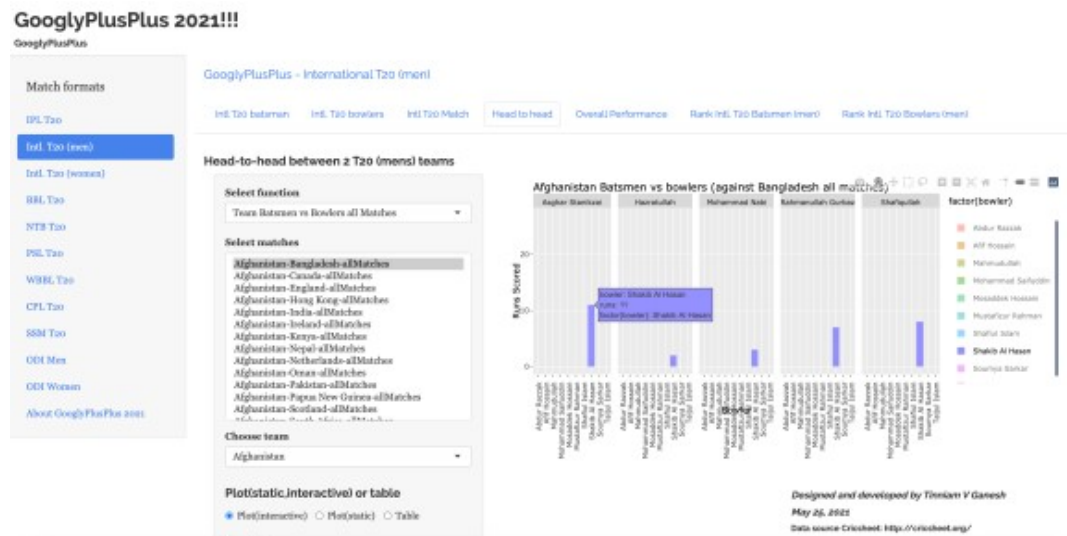 GooglyPlusPlus 2021!!!
GooglyPlusPlus
Match formats
IPL T20
Intl. T20 (men)
Intl. T20 (women)
BBL T20
NTB T20
PSL T20
WBBL T20
CPL T20
SSM T20
ODI Men
ODI Women
About GooglyPlusPlus 2021
GooglyPlusPlus - International T20 (men)
Intl T20 batsman
Intl. T20 bowlers
Intl T20 Match
Head to head
Overall Performance
Rank Intl. T20 Batsmen (men)
Rank Intl. T20 Bowlers (men)
Head-to-head between 2 T20 (mens) teams
Select function
Team Batsmen vs Bowlers all Matches
Select matches
Afghanistan-Bangladesh-allMatches
Afghanistan-Canada-allMatches
Afghanistan-England-allMatches
Afghanistan-Hong Kong-allMatches
Afghanistan-India-allMatches
Afghanistan-Ireland-allMatches
Afghanistan-Kenya-allMatches
Afghanistan-Nepal-allMatches
Afghanistan-Netherlands-allMatches
Afghanistan-Oman-allMatches
Afghanistan-Pakistan-allMatches
Afghanistan-Papua New Guinea-allMatches
Afghanistan-Scotland-allMatches
Choose team
Afghanistan
Plot(static,interactive) or table
Plot(interactive)
Plot(static)
Table
Afghanistan Batsmen vs bowlers (against Bangladesh all matches)
Asghar Stanikzai
Hazratullah
Mohammad Nabi
Rahmanullah Gurbaz
Shafiqullah
Runs Scored
20
10
0
bowler: Shakib Al Hasan
runs: 11
factor(bowler): Shakib Al Hasan
Bowler
factor(bowler)
Abdur Razzak
Afif Hossain
Mahmudullah
Mohammad Saifuddin
Mosaddek Hossain
Mustafizur Rahman
Shafiul Islam
Shakib Al Hasan
Soumya Sarkar
Designed and developed by Tinniam V Ganesh
May 25, 2021
Data source Cricsheet: http://cricsheet.org/